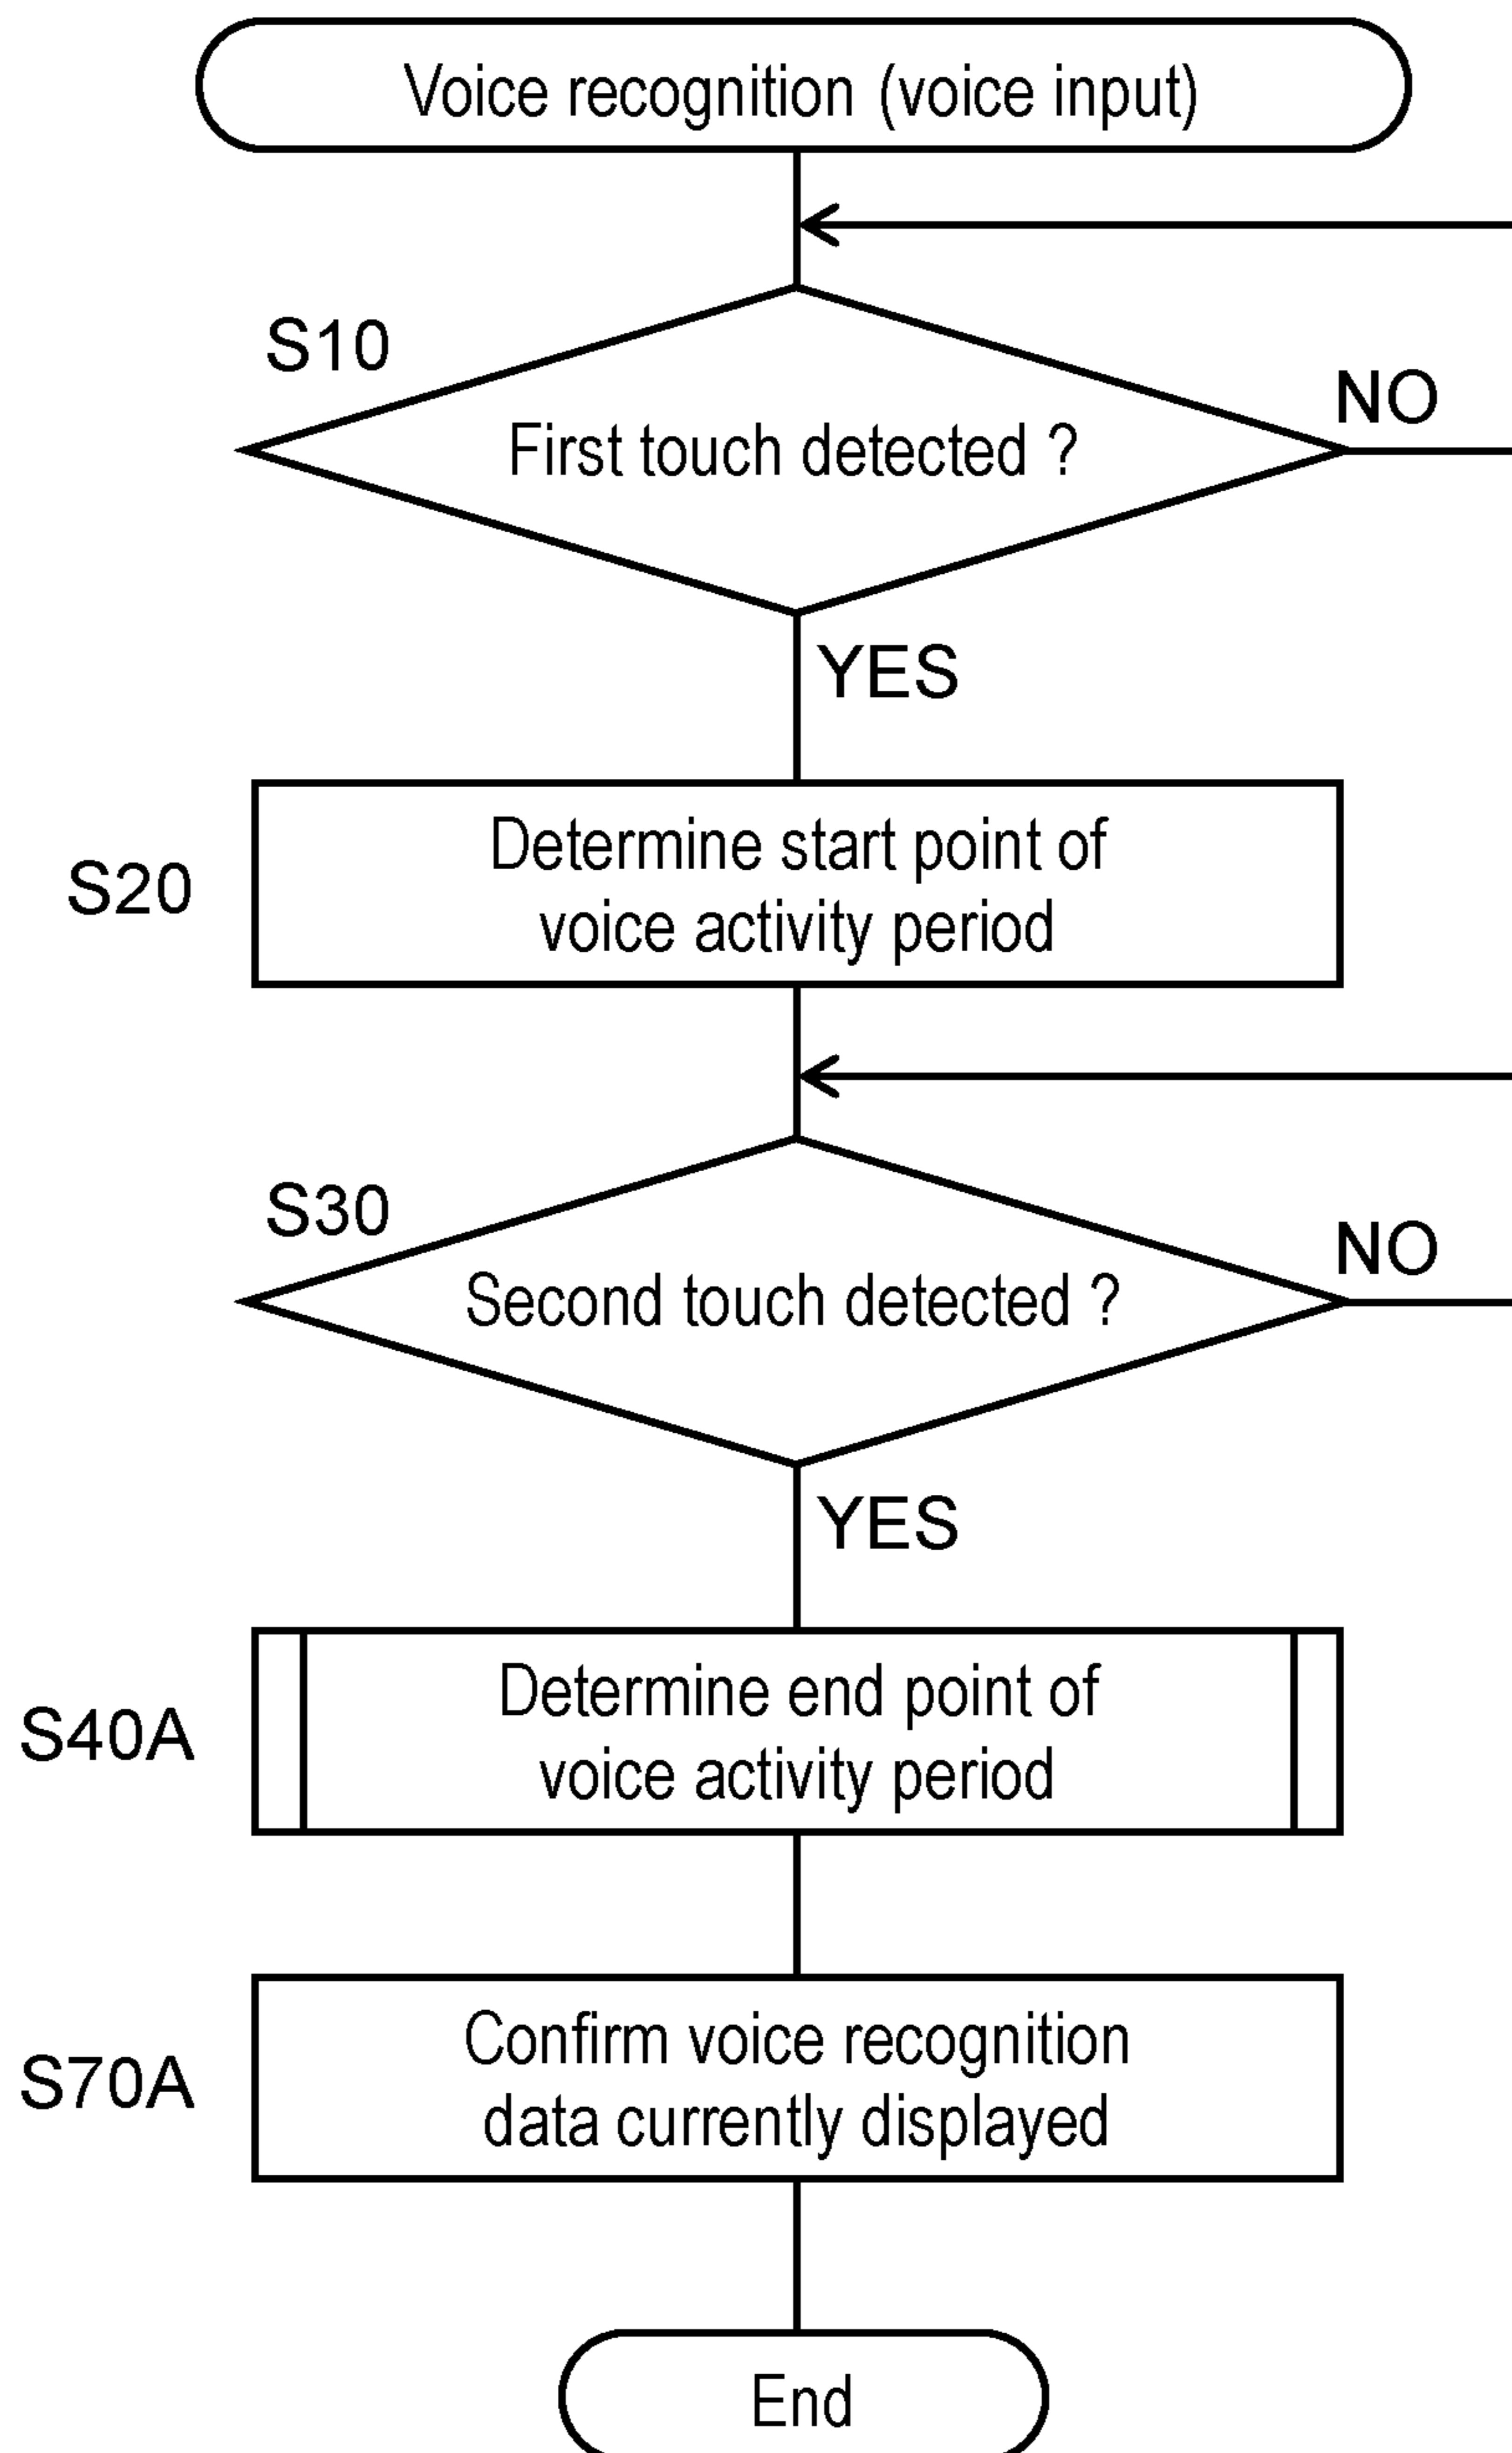 Voice recognition (voice input)
S10
NO
First touch detected ?
YES
Determine start point of
S20
voice activity period
S30
NO
Second touch detected ?
YES
Determine end point of
S40A
voice activity period
Confirm voice recognition
S70A
data currently displayed
End